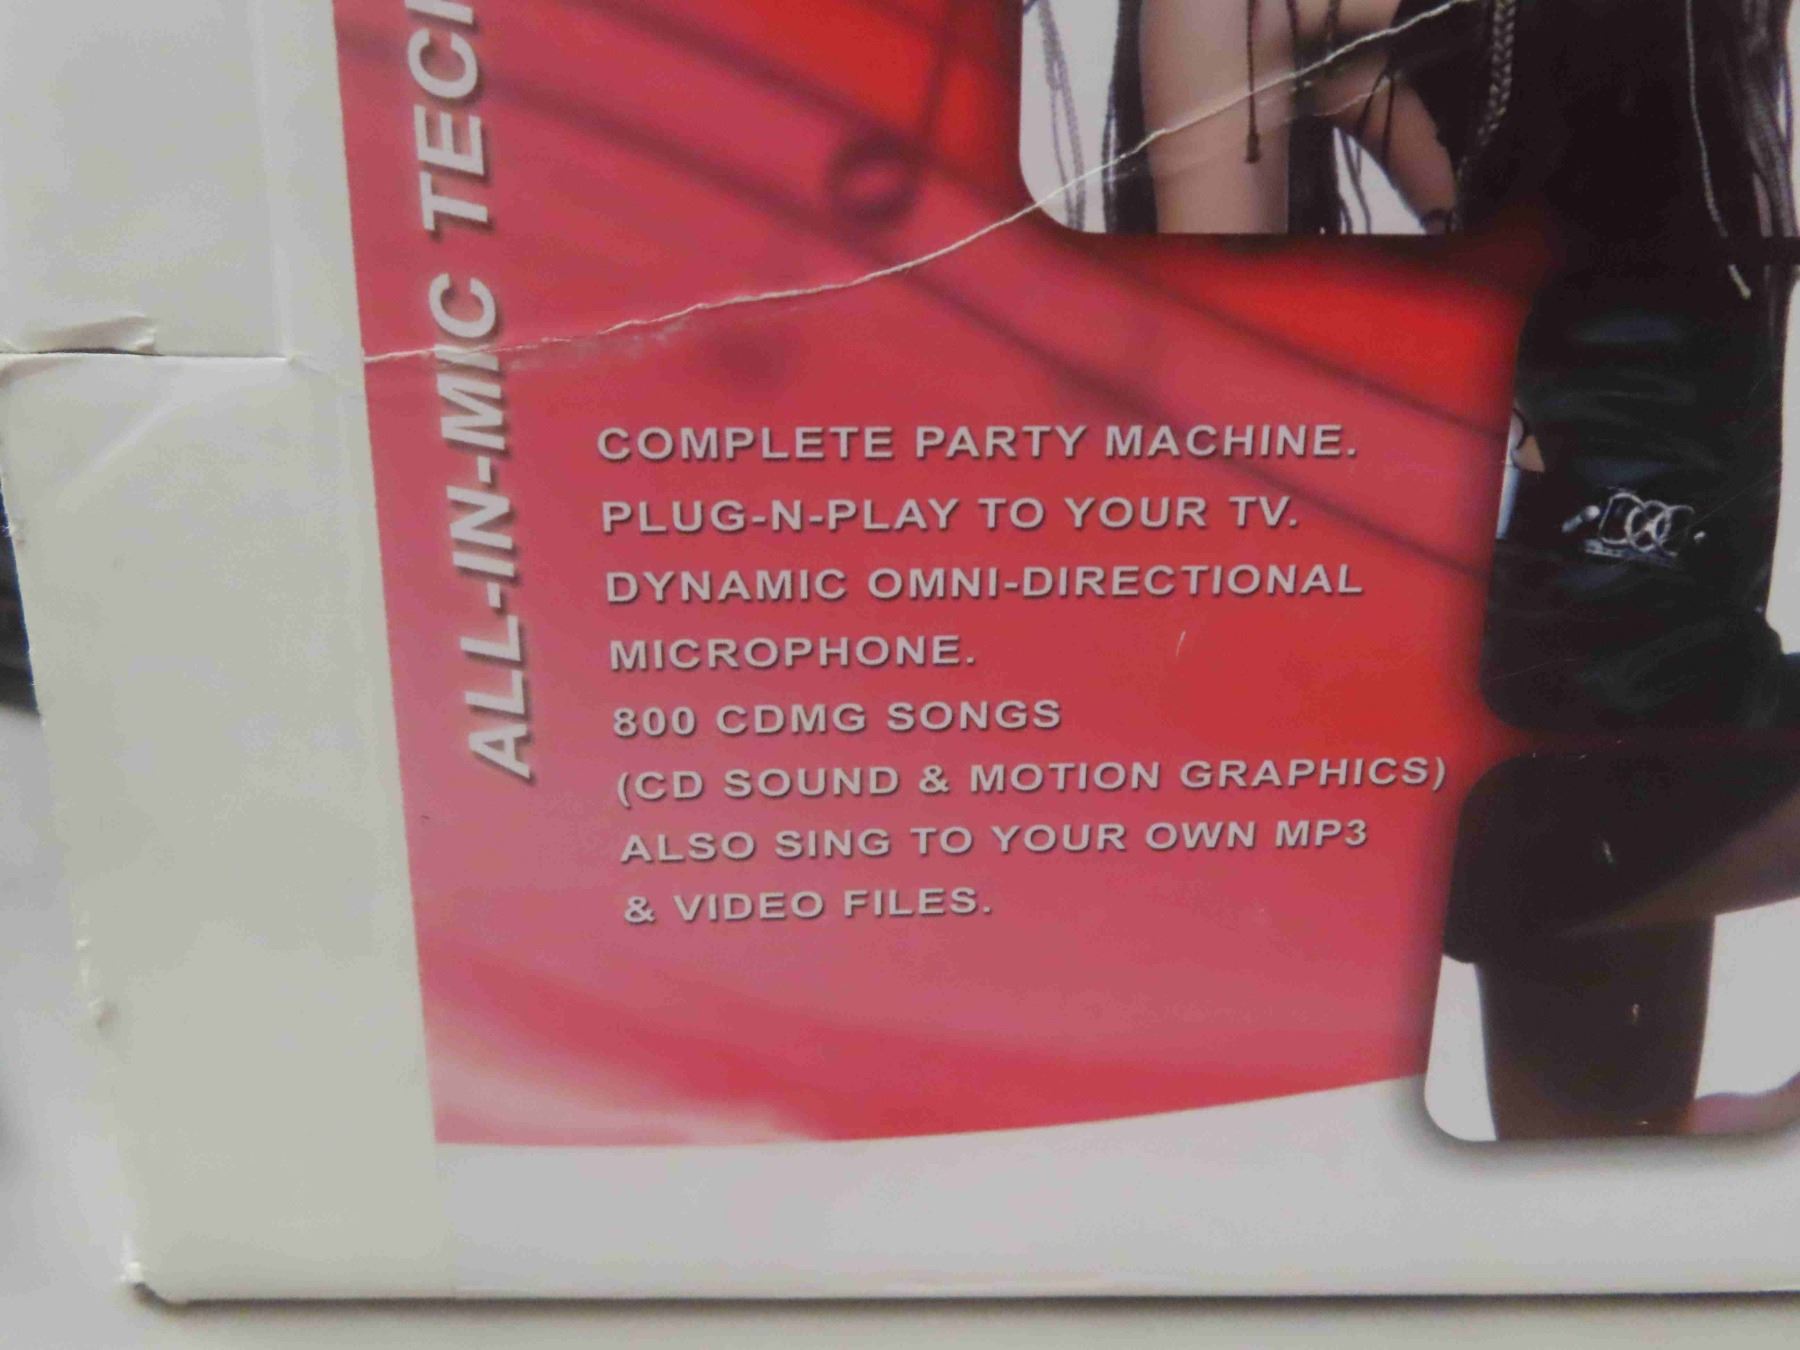 ALL-IN-MIC
COMPLETE PARTY MACHINE.
PLUG-N-PLAY TO YOUR TV.
DYNAMIC OMNI-DIRECTIONAL
MICROPHONE.
800 CDMG SONGS
(CD SOUND & MOTION GRAPHICS)
ALSO SING TO YOUR OWN MP3
& VIDEO FILES.